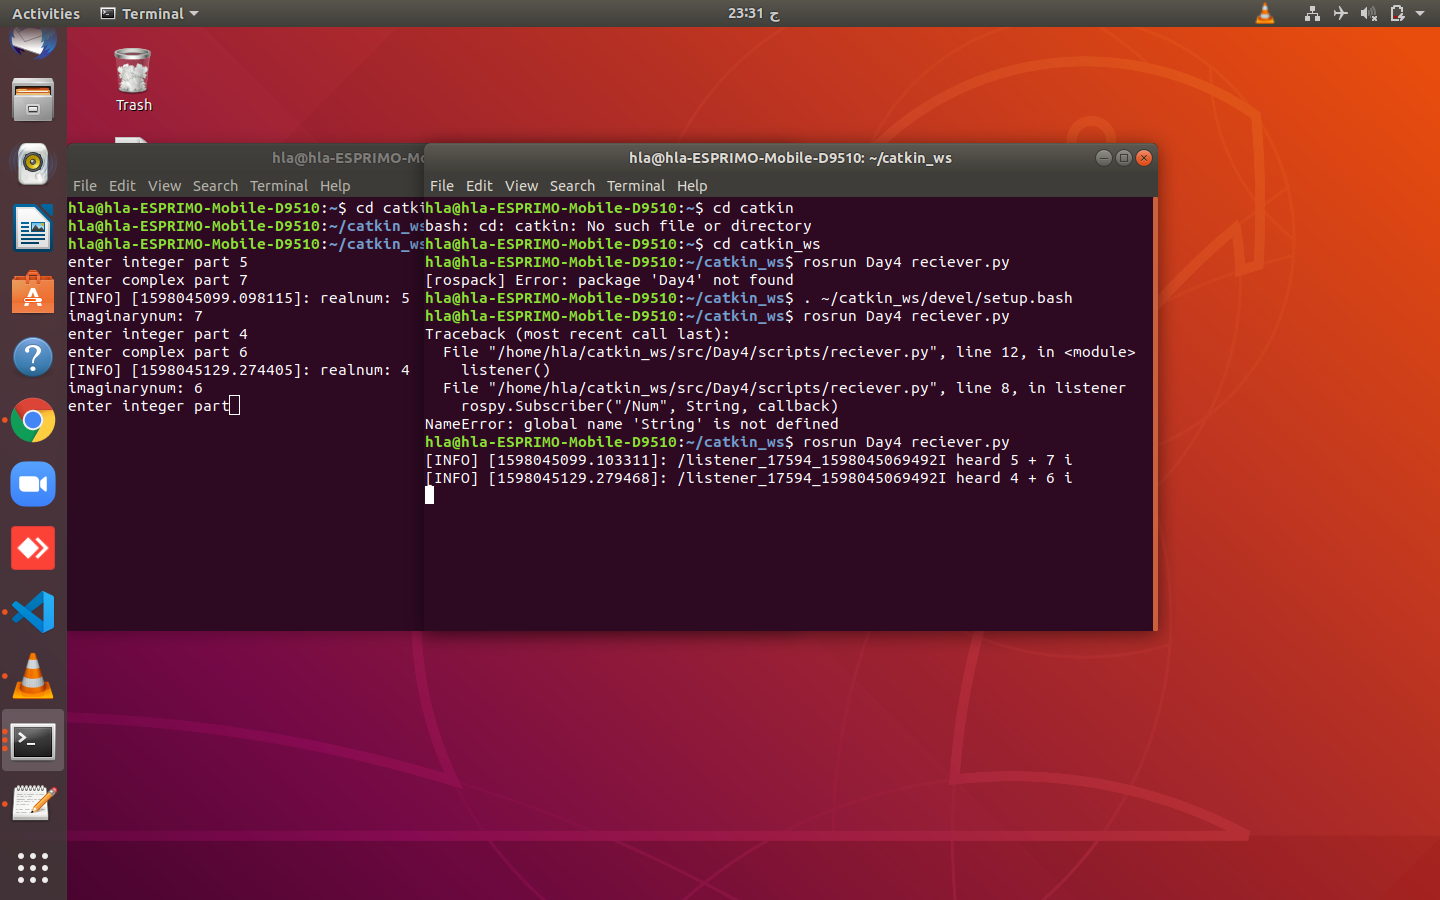 Activities
Terminal
23:31 ج
Trash
hla@hla-ESPRIMO-Mo
File Edit View Search Terminal Help
hla@hla-ESPRIMO-Mobile-D9510:~$ cd catki
hla@hla-ESPRIMO-Mobile-D9510:~/catkin_ws
hla@hla-ESPRIMO-Mobile-D9510:~/catkin_ws
enter integer part 5
enter complex part 7
[INFO] [1598045099.098115]: realnum: 5
imaginarynum: 7
enter integer part 4
enter complex part 6
[INFO] [1598045129.274405]: realnum: 4
imaginarynum: 6
enter integer part
hla@hla-ESPRIMO-Mobile-D9510: ~/catkin_ws
File Edit View Search Terminal Help
hla@hla-ESPRIMO-Mobile-D9510:~$ cd catkin
bash: cd: catkin: No such file or directory
hla@hla-ESPRIMO-Mobile-D9510:~$ cd catkin_ws
hla@hla-ESPRIMO-Mobile-D9510:~/catkin_ws$ rosrun Day4 reciever.py
[rospack] Error: package 'Day4' not found
hla@hla-ESPRIMO-Mobile-D9510:~/catkin_ws$ . ~/catkin_ws/devel/setup.bash
hla@hla-ESPRIMO-Mobile-D9510:~/catkin_ws$ rosrun Day4 reciever.py
Traceback (most recent call last):
  File "/home/hla/catkin_ws/src/Day4/scripts/reciever.py", line 12, in <module>
    listener()
  File "/home/hla/catkin_ws/src/Day4/scripts/reciever.py", line 8, in listener
    rospy.Subscriber("/Num", String, callback)
NameError: global name 'String' is not defined
hla@hla-ESPRIMO-Mobile-D9510:~/catkin_ws$ rosrun Day4 reciever.py
[INFO] [1598045099.103311]: /listener_17594_1598045069492I heard 5 + 7 i
[INFO] [1598045129.279468]: /listener_17594_1598045069492I heard 4 + 6 i